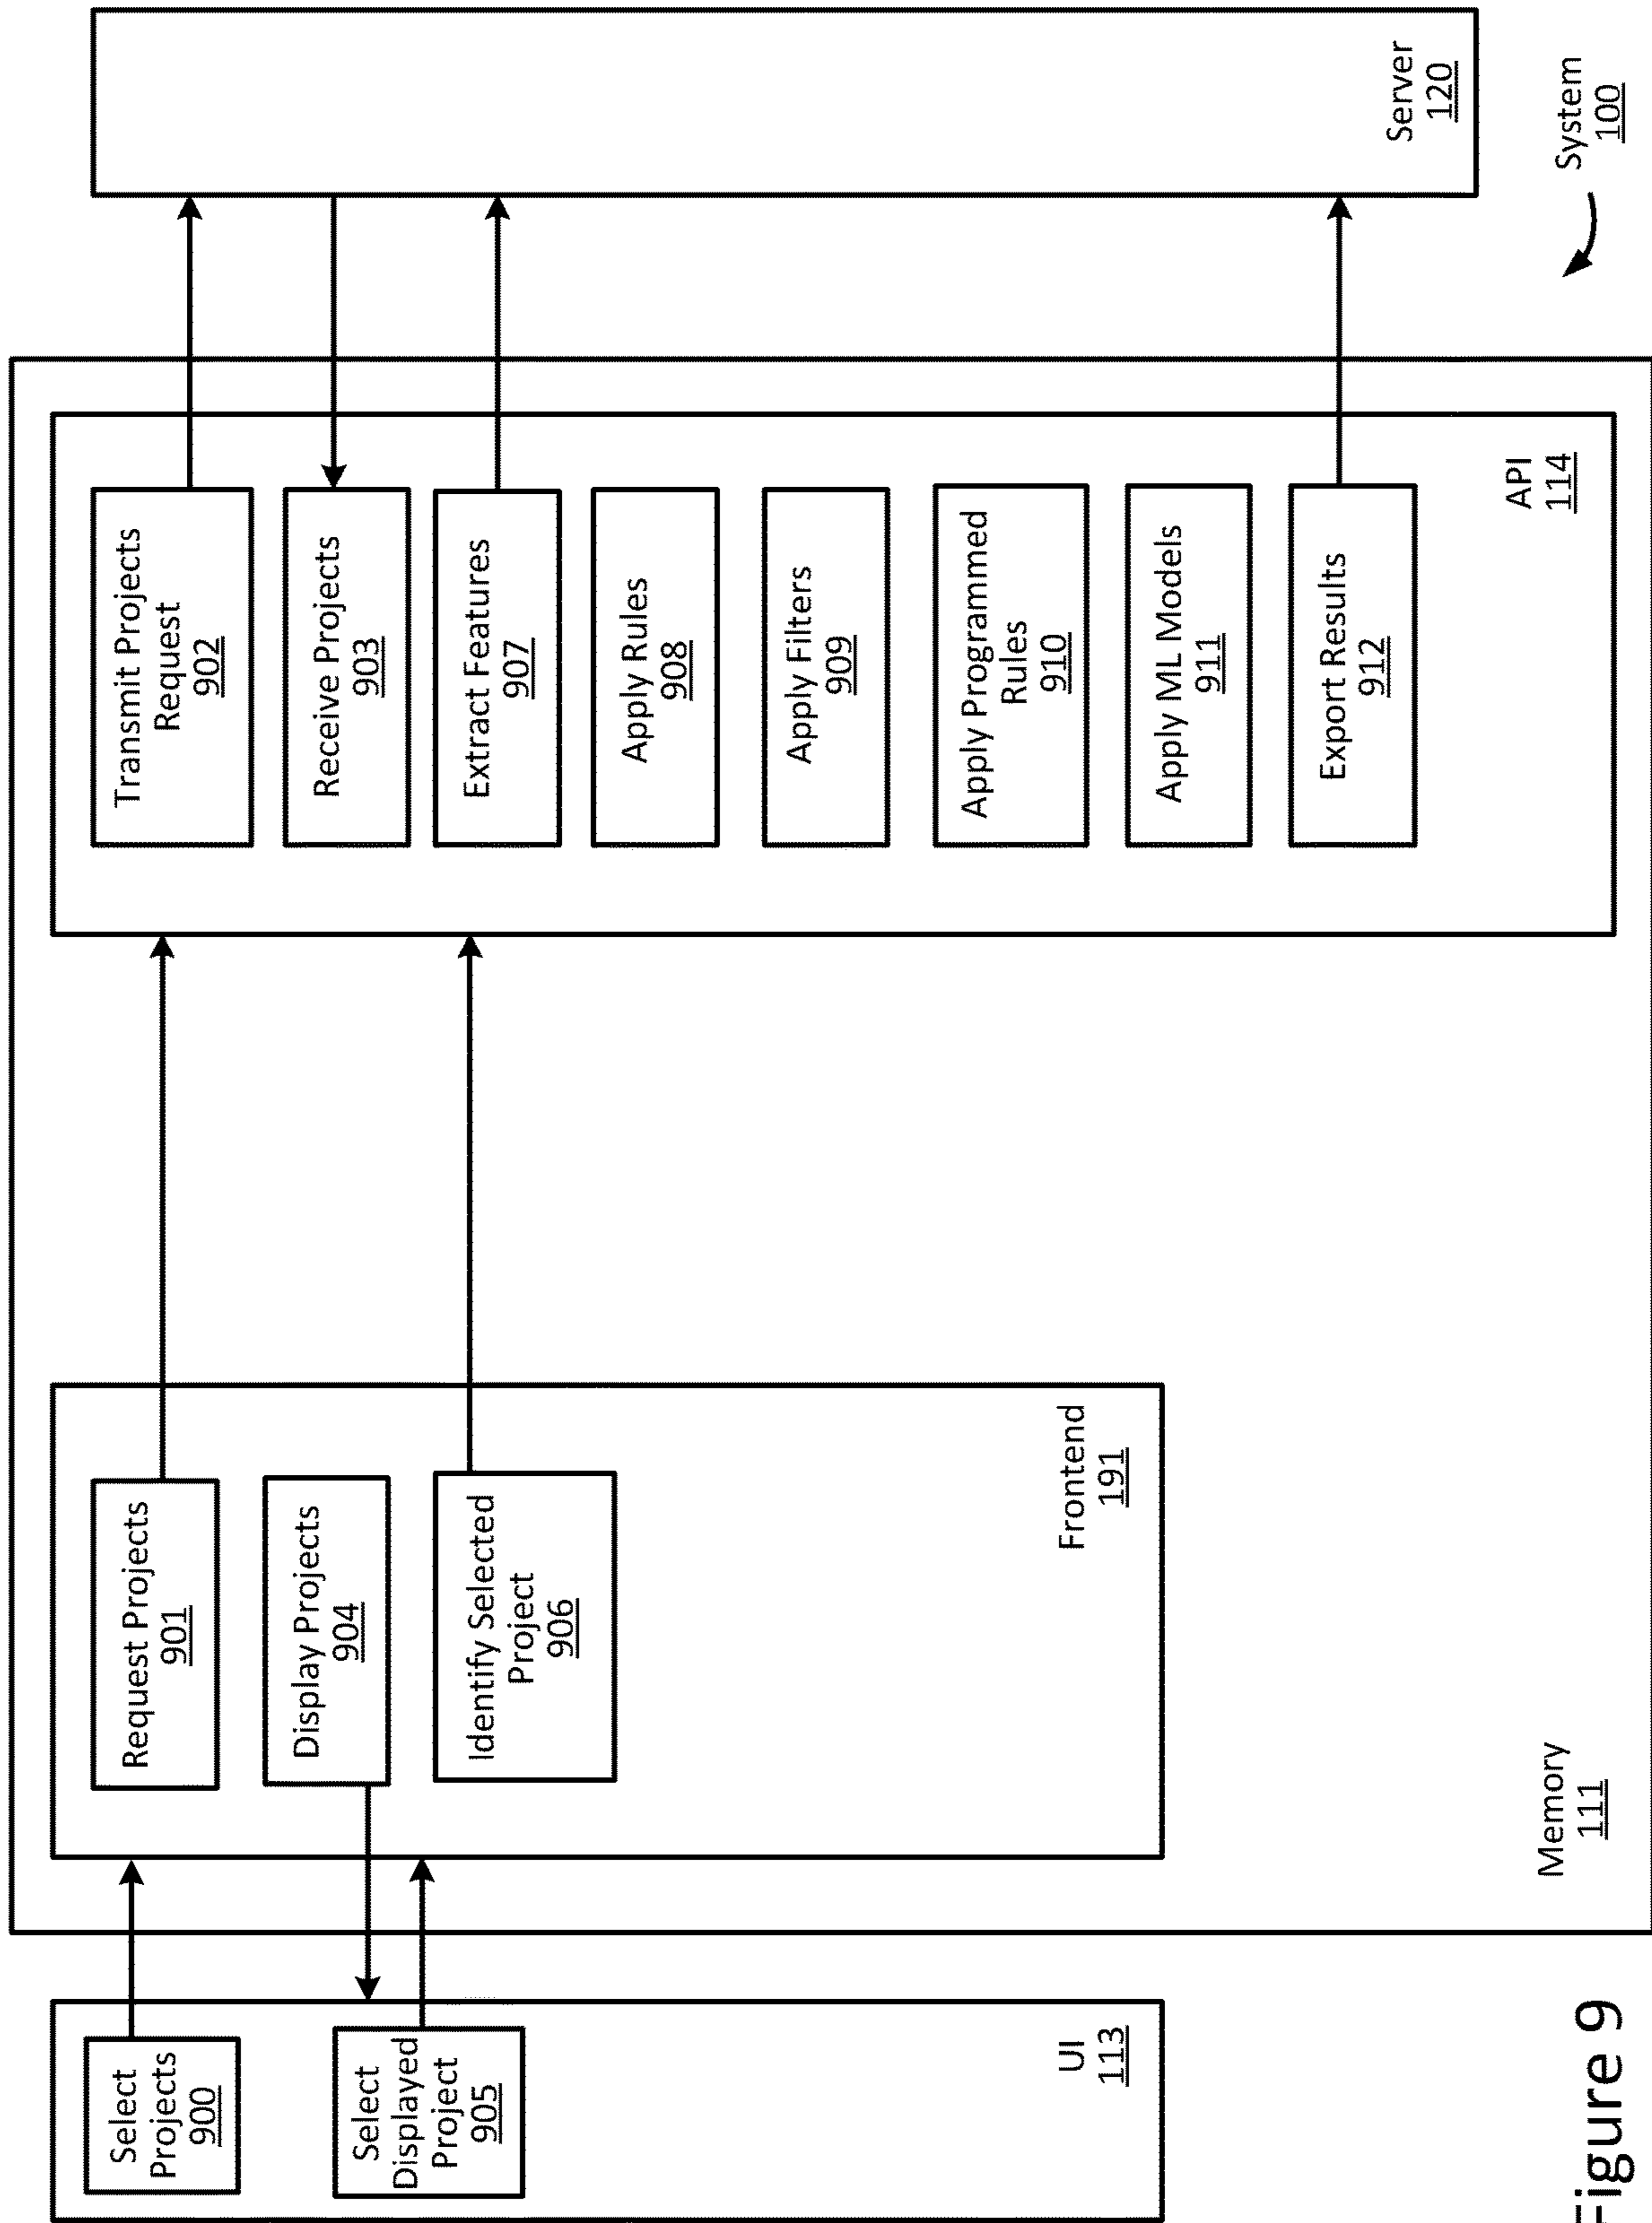 Select
Projects
900
Select
Displayed
Project
905
UI
113
Request Projects
901
Display Projects
904
Identify Selected
Project
906
Frontend
191
Memory
111
Transmit Projects
Request
902
Receive Projects
903
Extract Features
907
Apply Rules
908
Apply Filters
909
Apply Programmed
Rules
910
Apply ML Models
911
Export Results
912
API
114
Server
120
System
100
Figure 9